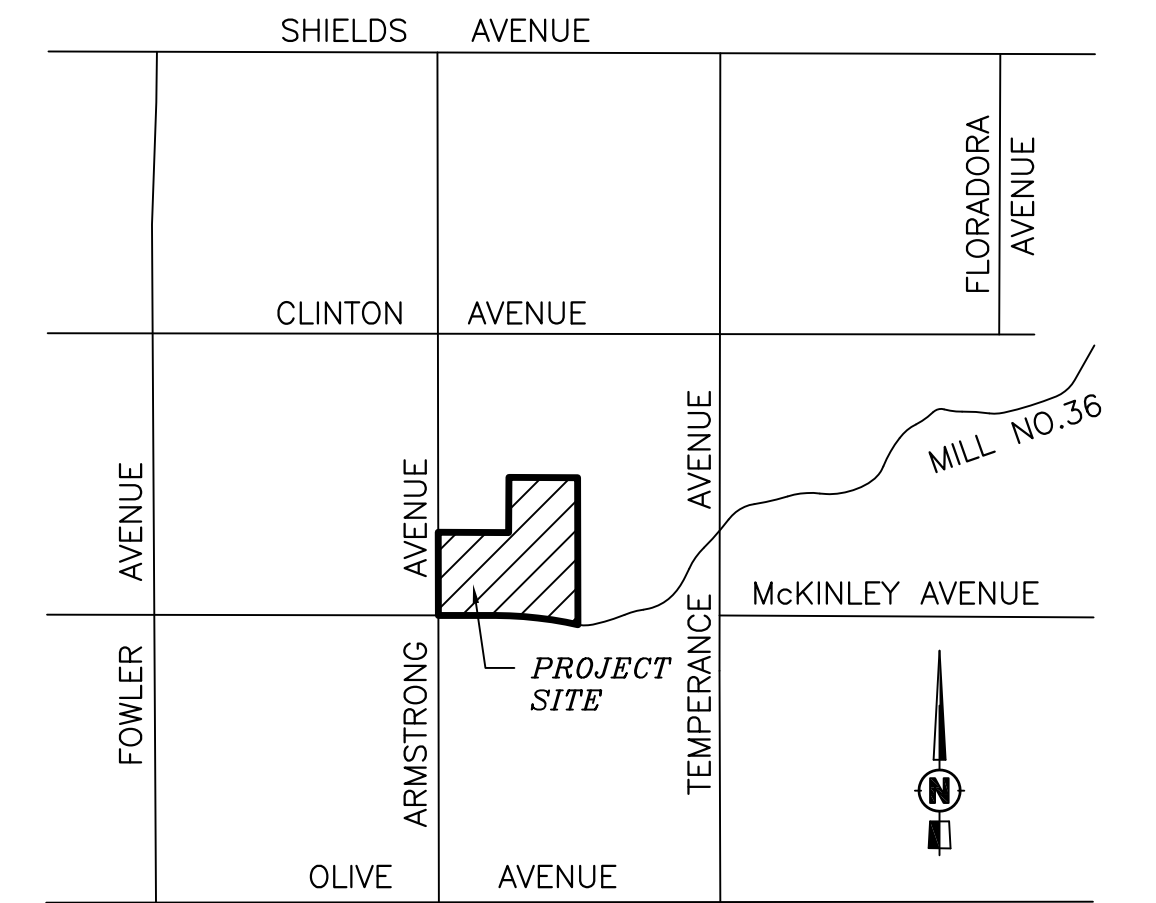 SHIELDS AVENUE
FLORADORA
AVENUE
CLINTON AVENUE
MILL NO.36
FOWLER AVENUE
ARMSTRONG AVENUE
TEMPERANCE AVENUE
McKINLEY AVENUE
PROJECT
SITE
N
OLIVE AVENUE